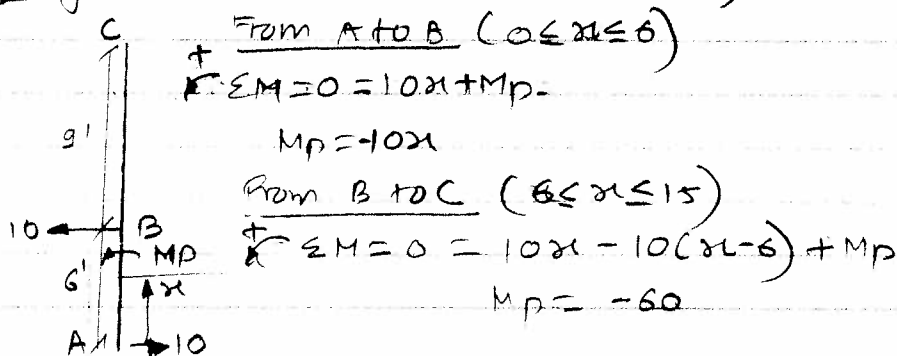 C
From A to B (0≤x≤6)
+ ΣM=0=10x+Mp.
9'
Mp=-10x
From B to C (6≤x≤15)
10 B
+ ΣM=0 = 10x-10(x-6)+Mp
Mp
6' x
Mp= -60
A 10